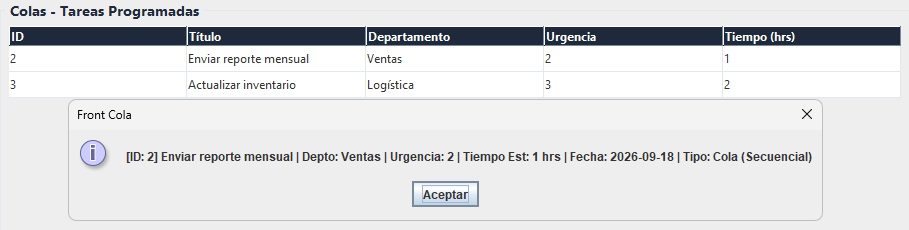 Colas - Tareas Programadas
ID Título Departamento Urgencia Tiempo (hrs)
2 Enviar reporte mensual Ventas 2 1
3 Actualizar inventario Logística 3 2
Front Cola
[ID: 2] Enviar reporte mensual | Depto: Ventas | Urgencia: 2 | Tiempo Est: 1 hrs | Fecha: 2026-09-18 | Tipo: Cola (Secuencial)
Aceptar